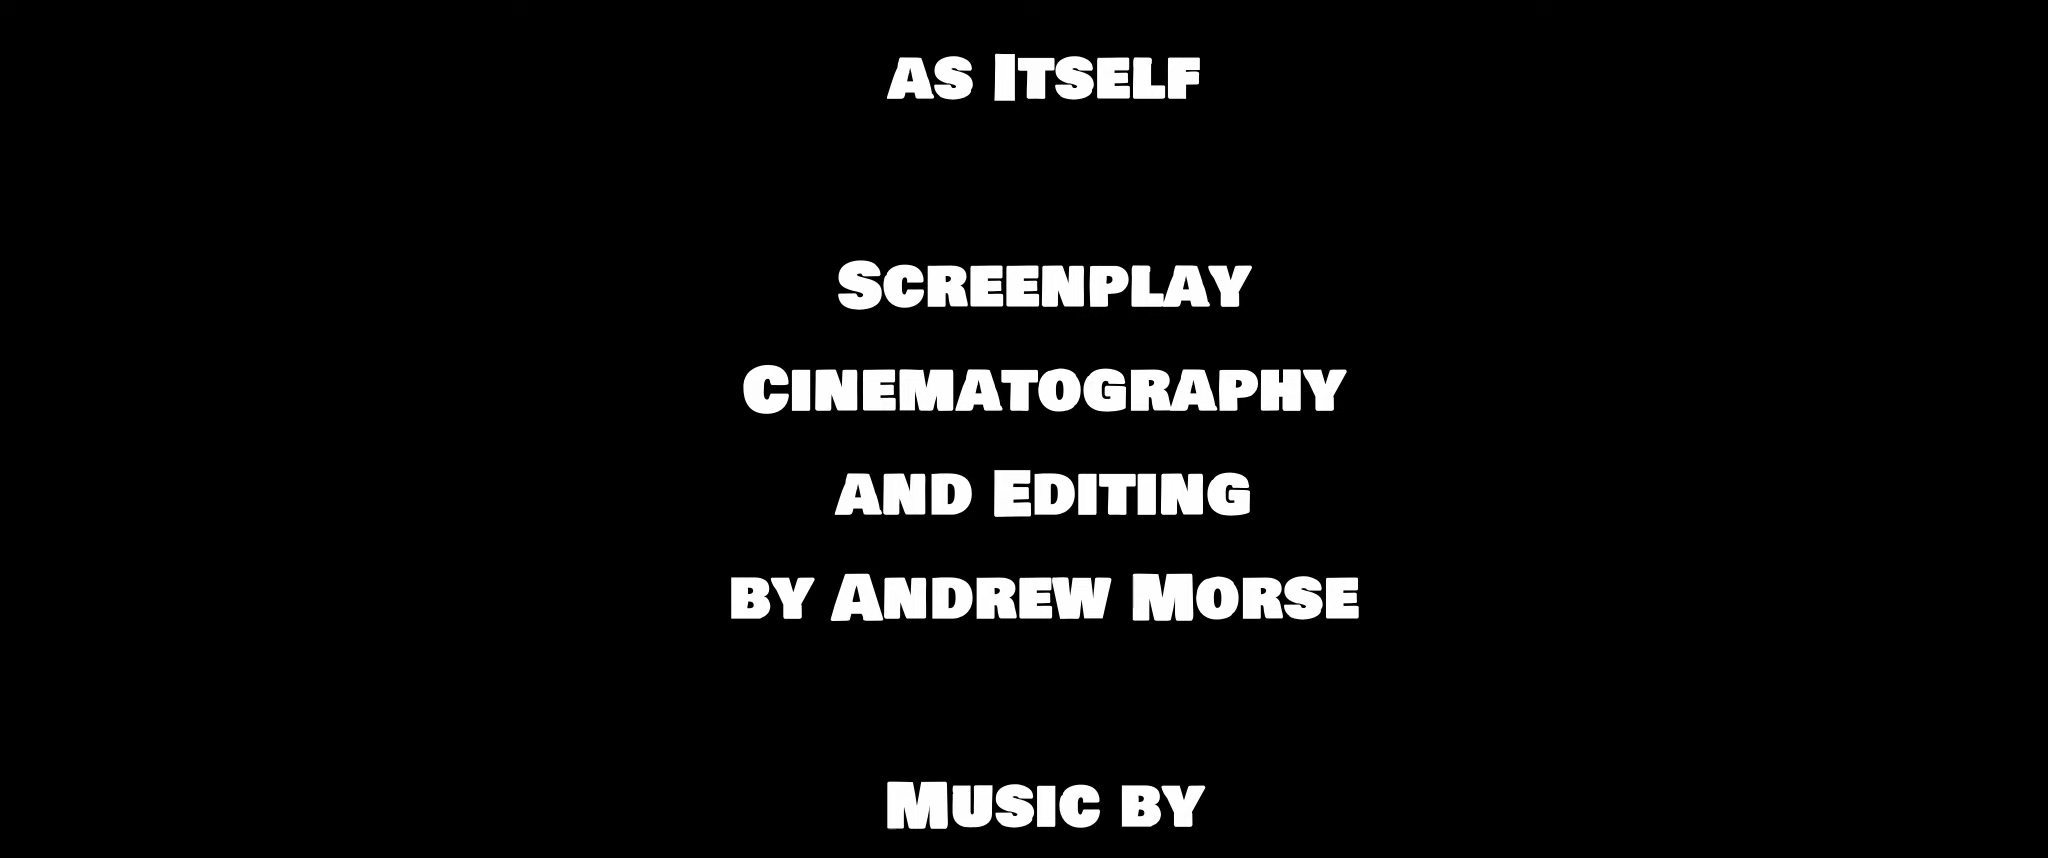 as Itself
Screenplay
Cinematography
and Editing
by Andrew Morse
Music by